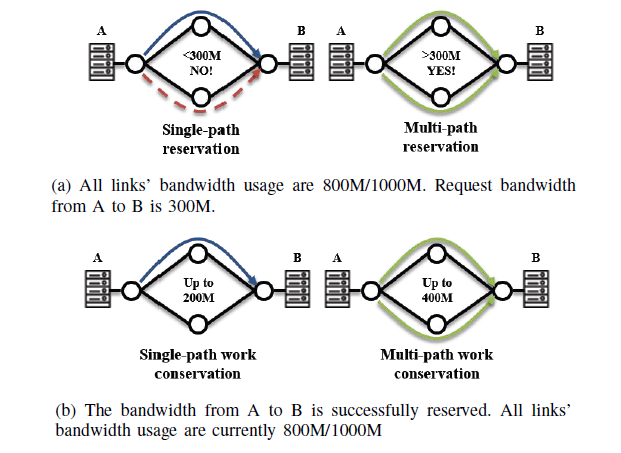 A B A B
<300M
NO!
>300M
YES!
Single-path
reservation
Multi-path
reservation
(a) All links’ bandwidth usage are 800M/1000M. Request bandwidth
from A to B is 300M.
A B A B
Up to
200M
Up to
400M
Single-path work
conservation
Multi-path work
conservation
(b) The bandwidth from A to B is successfully reserved. All links’
bandwidth usage are currently 800M/1000M